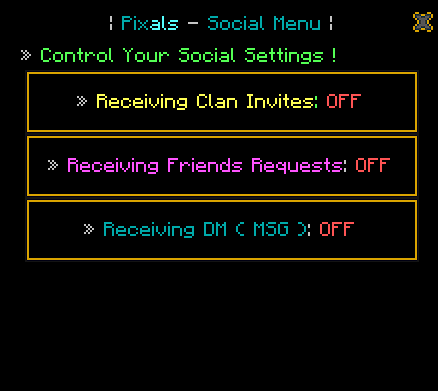 | Pixals - Social Menu |
» Control Your Social Settings !
» Receiving Clan Invites: OFF
» Receiving Friends Requests: OFF
» Receiving DM ( MSG ): OFF